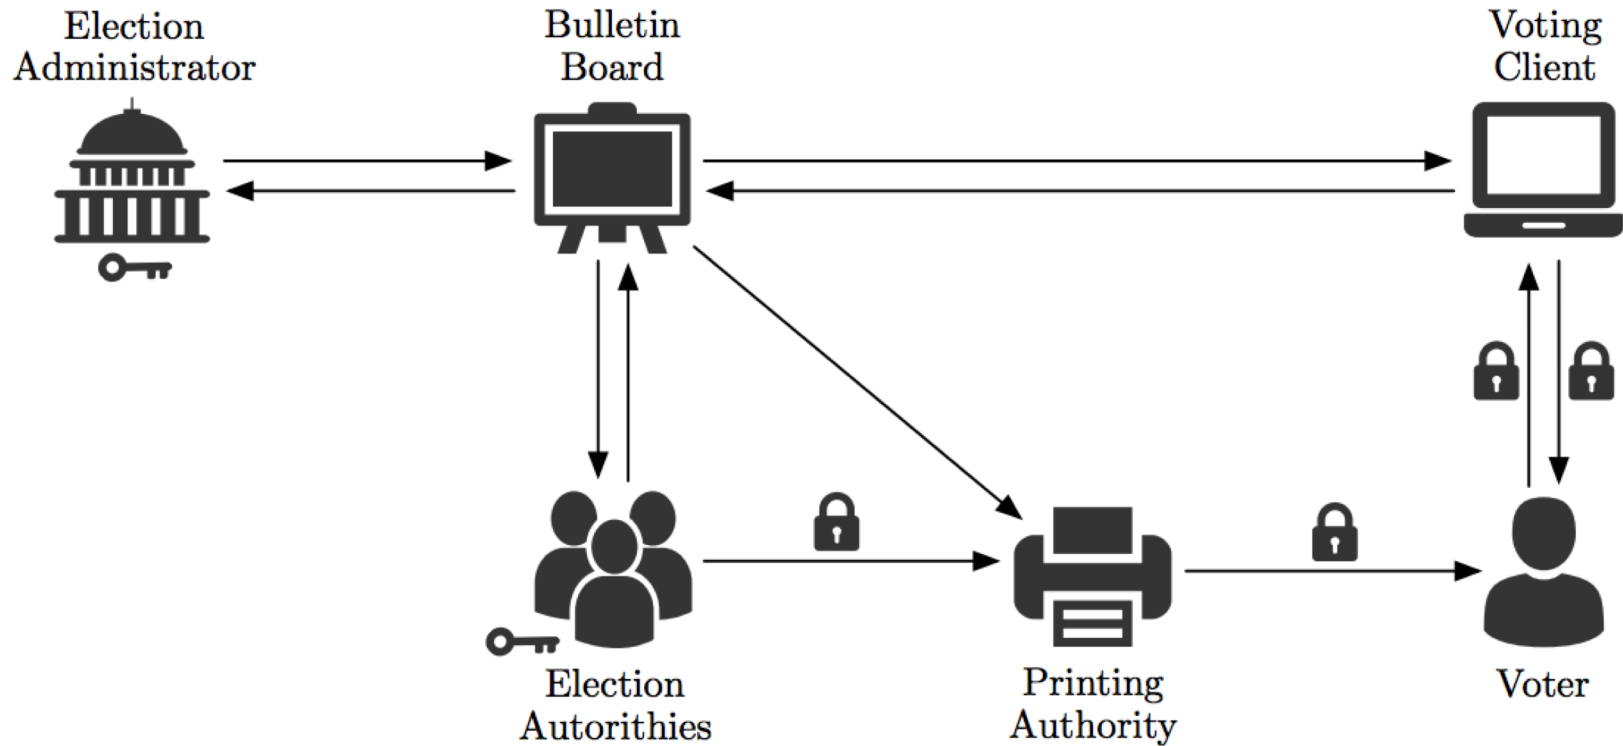 Election
Administrator
Bulletin
Board
Voting
Client
Election
Autorithies
Printing
Authority
Voter